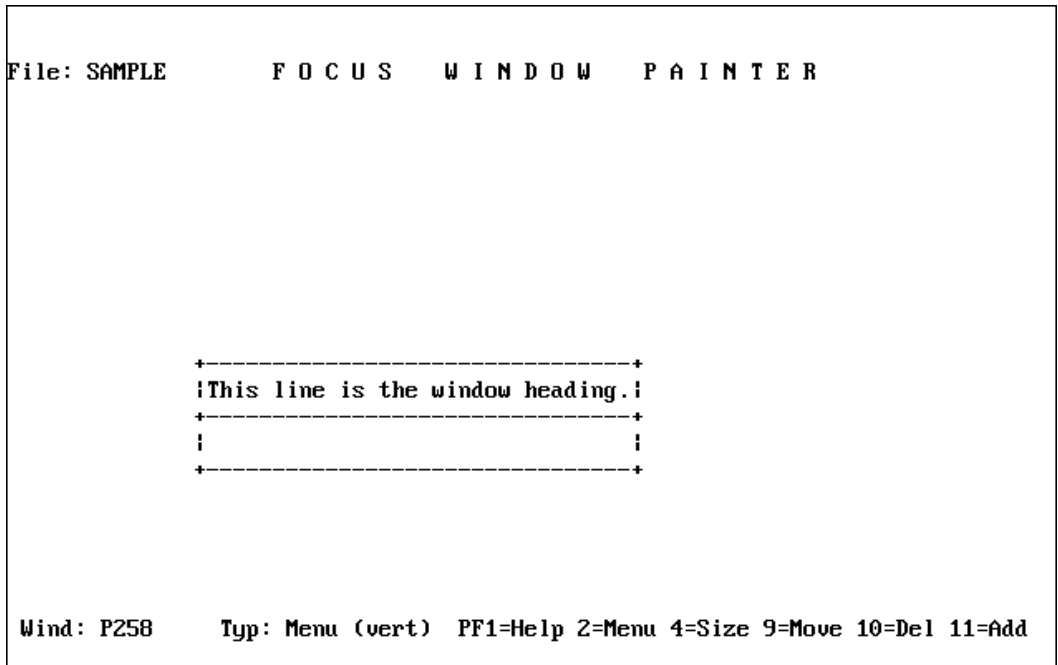 File: SAMPLE F O C U S W I N D O W P A I N T E R
+--------------------------------+
¦This line is the window heading.¦
+--------------------------------+
¦ ¦
+--------------------------------+
Wind: P258 Typ: Menu (vert) PF1=Help 2=Menu 4=Size 9=Move 10=Del 11=Add